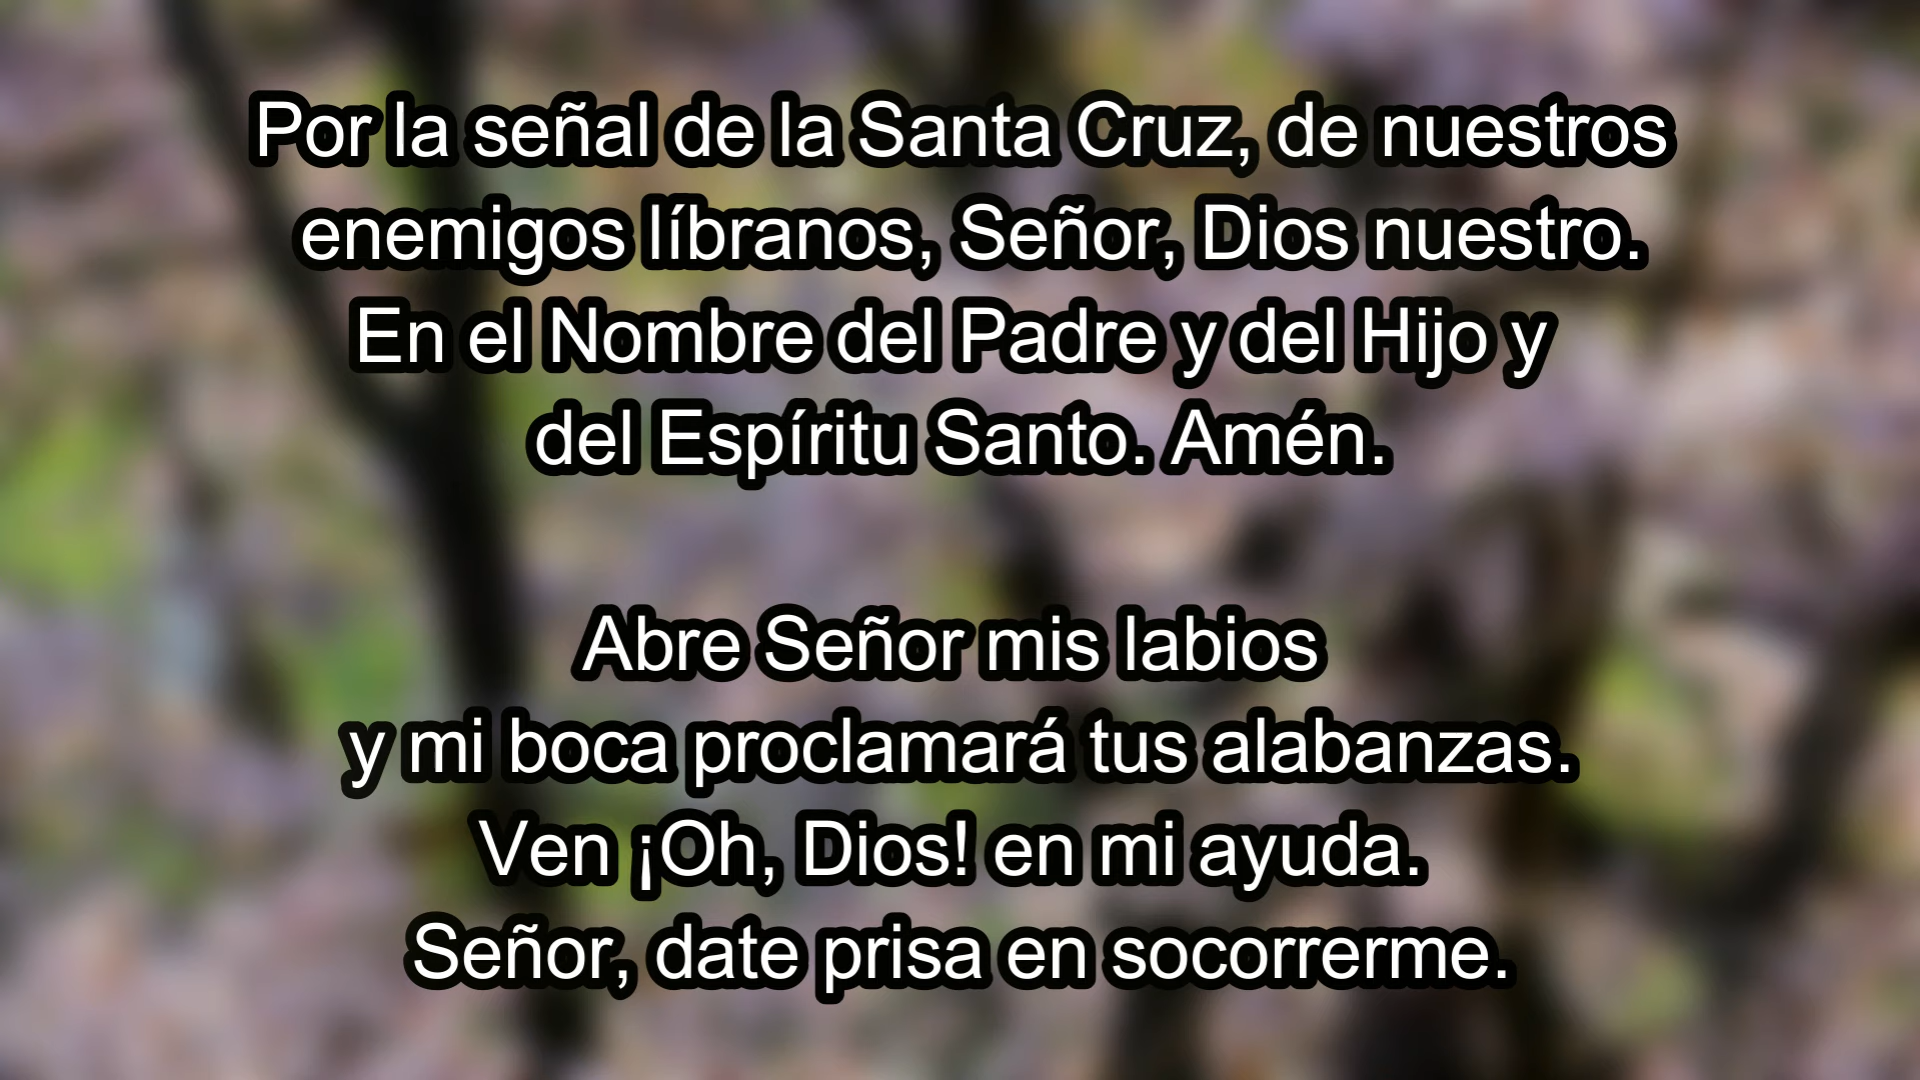 Por la señal de la Santa Cruz, de nuestros
enemigos líbranos, Señor, Dios nuestro.
En el Nombre del Padre y del Hijo y
del Espíritu Santo. Amén.
Abre Señor mis labios
y mi boca proclamará tus alabanzas.
Ven ¡Oh, Dios! en mi ayuda.
Señor, date prisa en socorrerme.